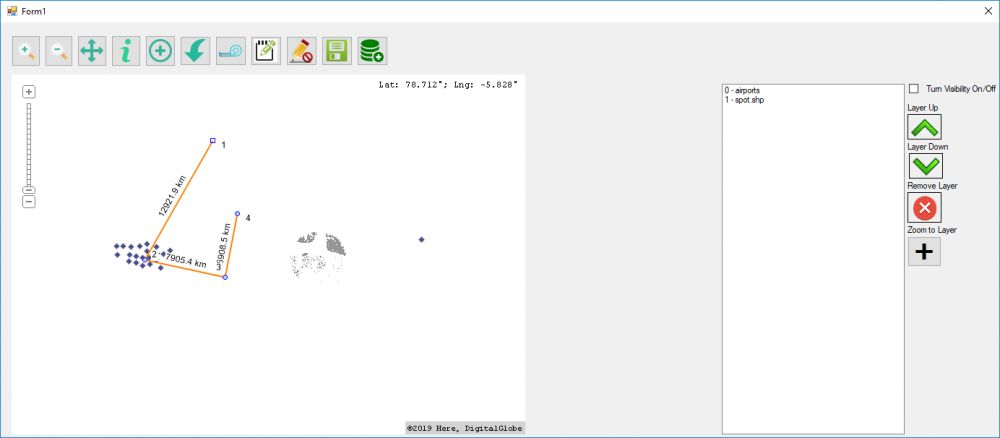 Form1
Lat: 78.712°; Lng: -5.828°
1
12921.9 km
4
3908.5 km
2
7905.4 km
3
©2019 Here, DigitalGlobe
0 - airports
1 - spot.shp
Turn Visibility On/Off
Layer Up
Layer Down
Remove Layer
Zoom to Layer